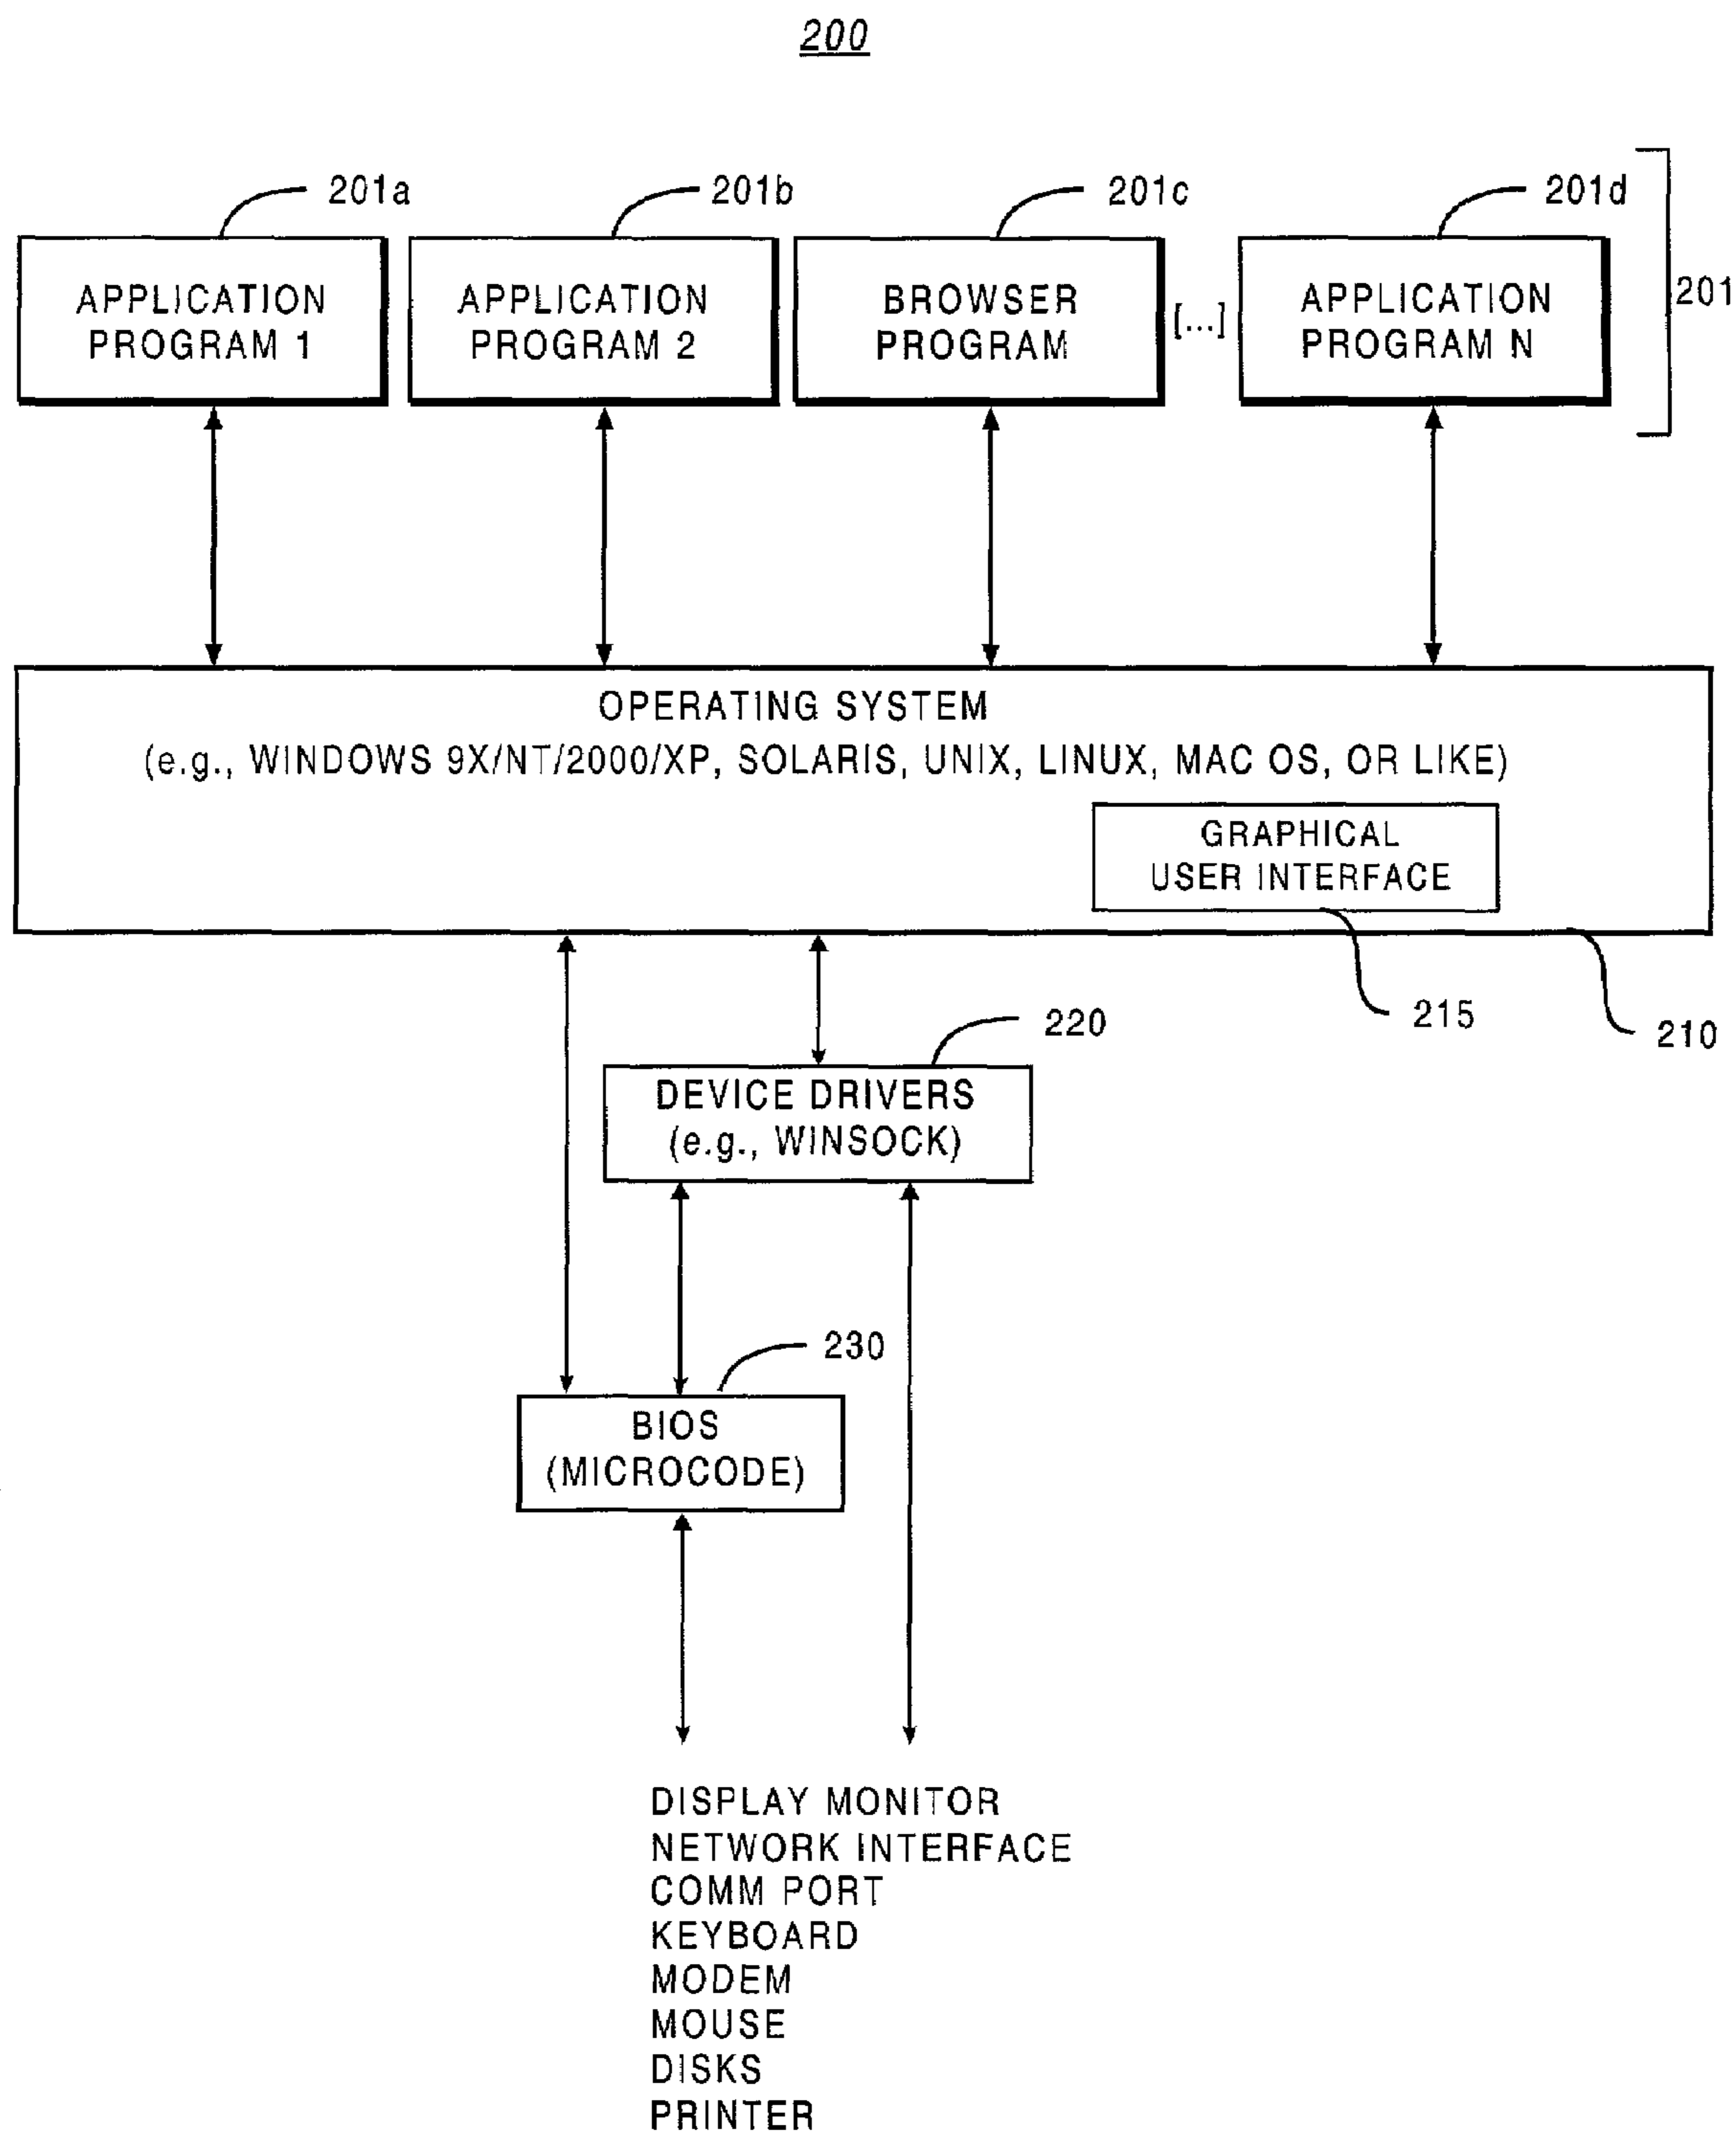 200
201a
201b
201c
201d
201
APPLICATION
PROGRAM 1
APPLICATION
PROGRAM 2
BROWSER
PROGRAM
[...]
APPLICATION
PROGRAM N
OPERATING SYSTEM
(e.g., WINDOWS 9X/NT/2000/XP, SOLARIS, UNIX, LINUX, MAC OS, OR LIKE)
GRAPHICAL
USER INTERFACE
215
210
220
DEVICE DRIVERS
(e.g., WINSOCK)
230
BIOS
(MICROCODE)
DISPLAY MONITOR
NETWORK INTERFACE
COMM PORT
KEYBOARD
MODEM
MOUSE
DISKS
PRINTER